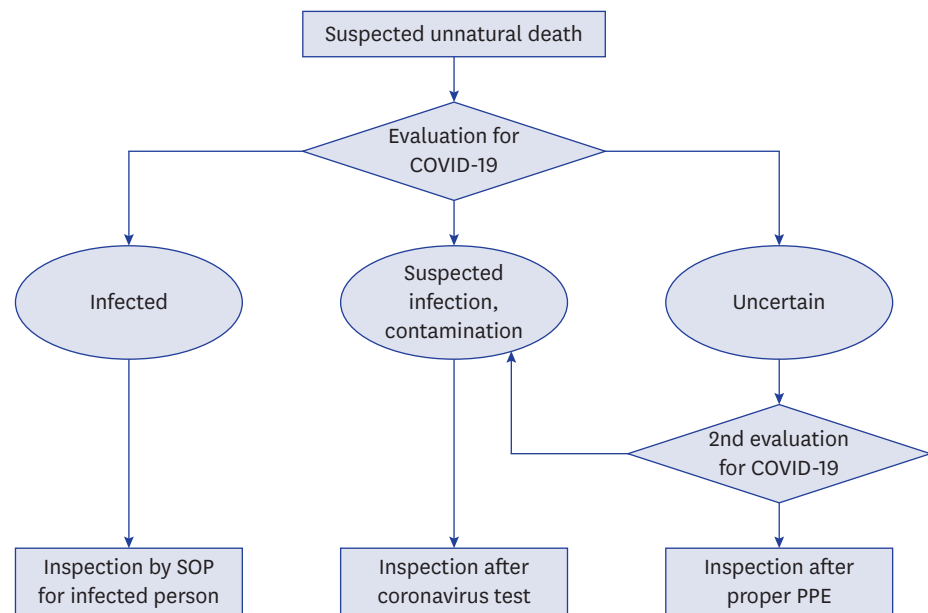 Suspected unnatural death
Evaluation for
COVID-19
Infected
Suspected
infection,
contamination
Uncertain
2nd evaluation
for COVID-19
Inspection by SOP
for infected person
Inspection after
coronavirus test
Inspection after
proper PPE